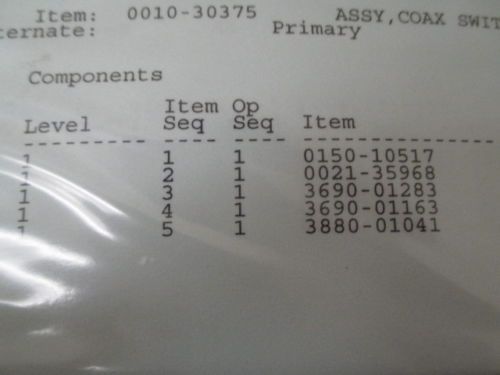 Item: 0010-30375 ASSY, COAX SWIT
ternate: Primary
Components
Item Op
Level Seq Seq Item
1 1 1 0150-10517
1 2 1 0021-35968
1 3 1 3690-01283
1 4 1 3690-01163
1 5 1 3880-01041